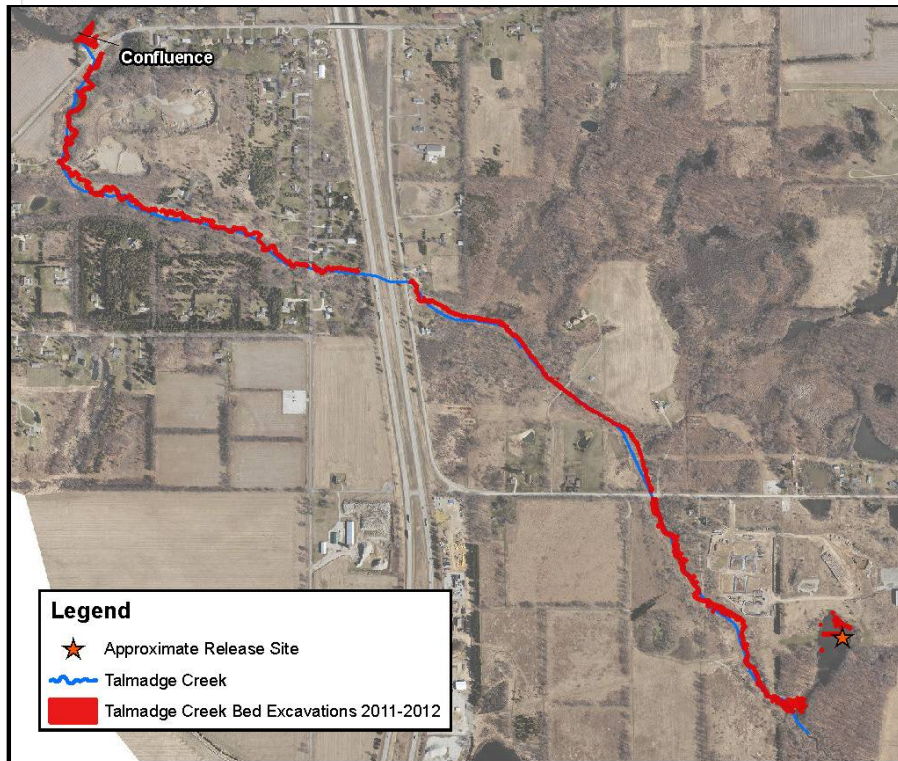 Confluence
Legend
Approximate Release Site
Talmadge Creek
Talmadge Creek Bed Excavations 2011-2012